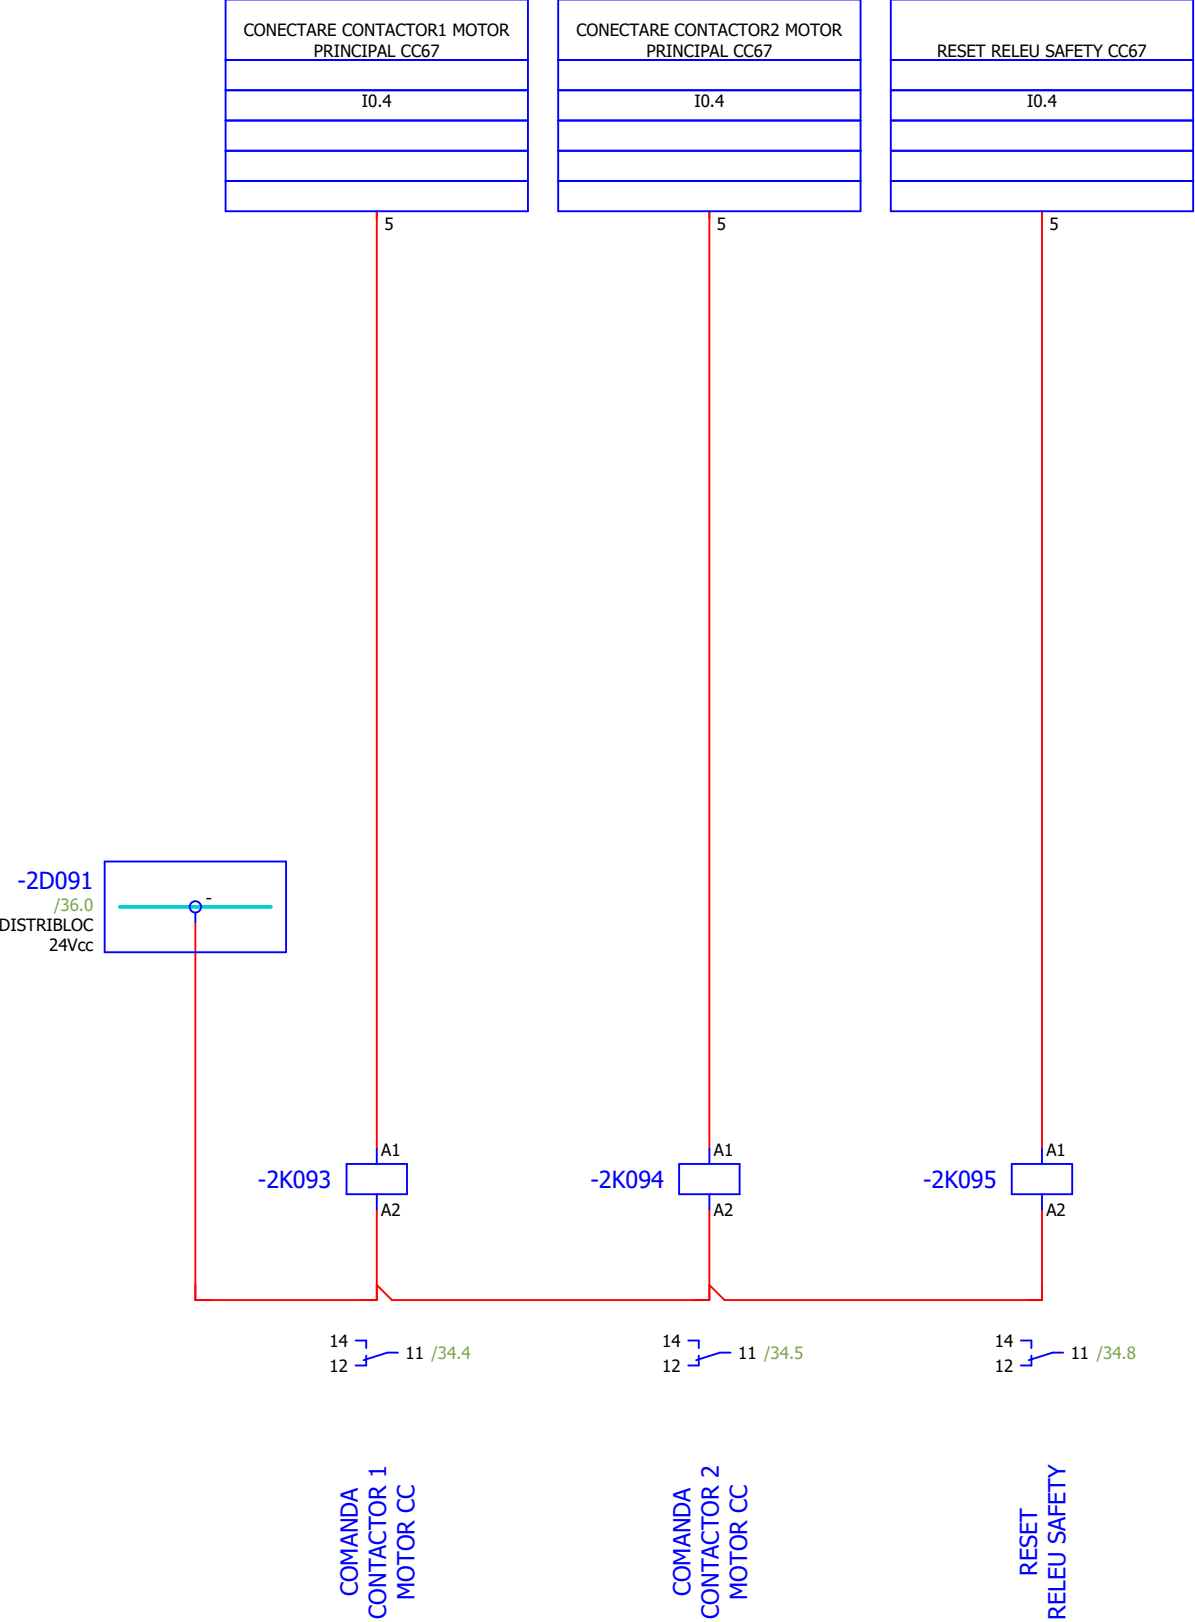 CONECTARE CONTACTOR1 MOTOR
PRINCIPAL CC67
I0.4
5
CONECTARE CONTACTOR2 MOTOR
PRINCIPAL CC67
I0.4
5
RESET RELEU SAFETY CC67
I0.4
5
-2D091
/36.0
DISTRIBLOC
24Vcc
-
A1
-2K093
A2
A1
-2K094
A2
A1
-2K095
A2
14
12
11 /34.4
14
12
11 /34.5
14
12
11 /34.8
COMANDA
CONTACTOR 1
MOTOR CC
COMANDA
CONTACTOR 2
MOTOR CC
RESET
RELEU SAFETY